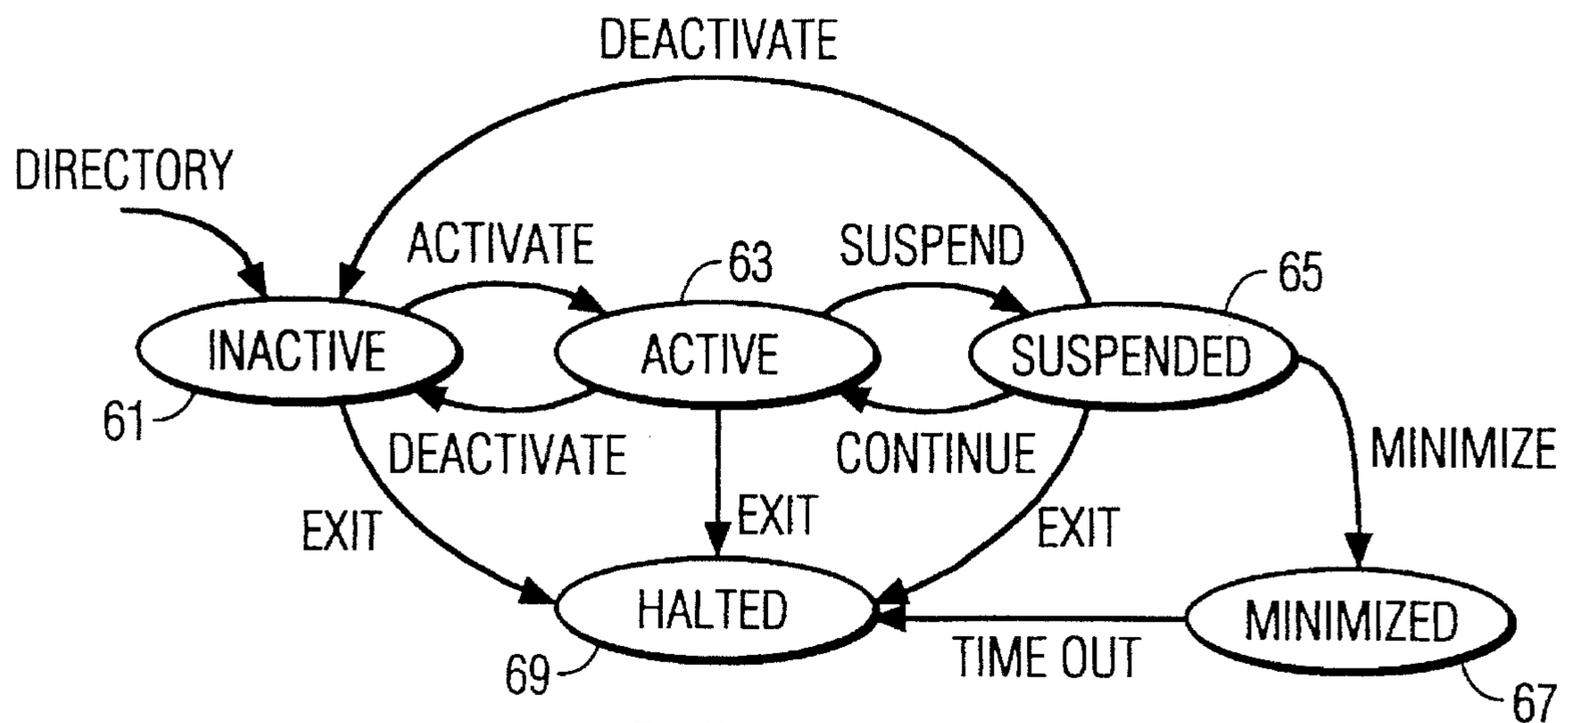 DEACTIVATE
DIRECTORY
ACTIVATE
63
SUSPEND
65
INACTIVE
ACTIVE
SUSPENDED
61
DEACTIVATE
CONTINUE
MINIMIZE
EXIT
EXIT
EXIT
HALTED
MINIMIZED
TIME OUT
69
67